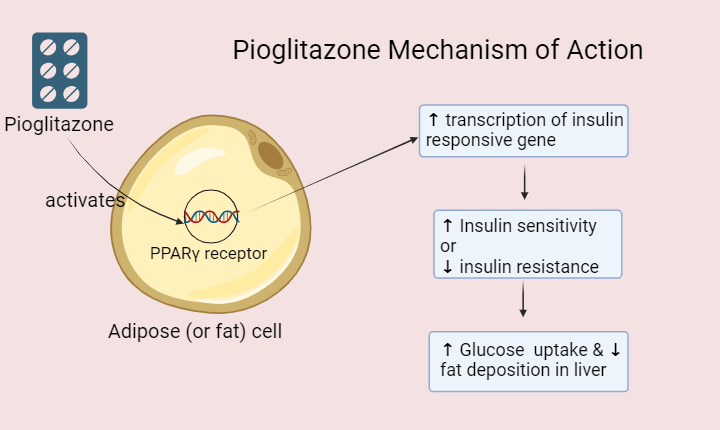 Pioglitazone Mechanism of Action
Pioglitazone
activates
PPARγ receptor
Adipose (or fat) cell
↑ transcription of insulin
responsive gene
↑ Insulin sensitivity
or
↓ insulin resistance
↑ Glucose uptake & ↓
fat deposition in liver